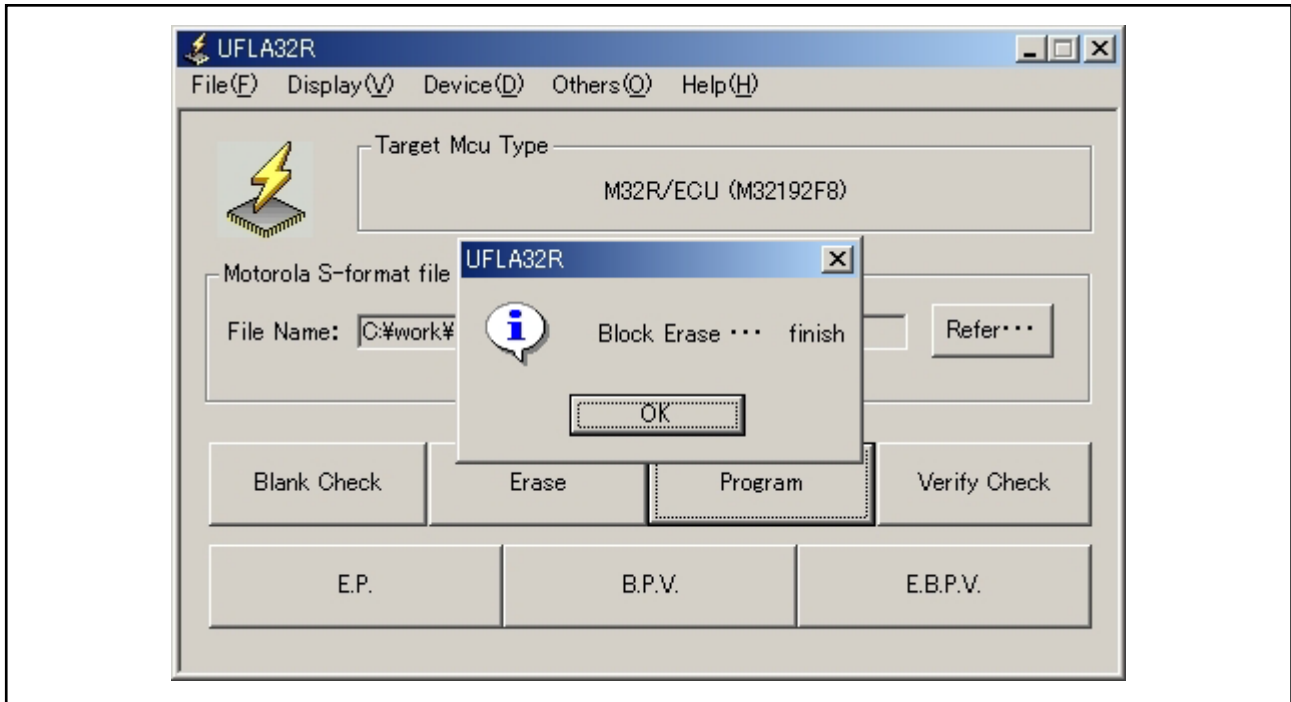 UFLA32R
File(F) Display(V) Device(D) Others(O) Help(H)
Target Mcu Type
M32R/ECU (M32192F8)
UFLA32R
Motorola S-format file
File Name: C:¥work¥
Refer···
Block Erase ··· finish
OK
Blank Check
Erase
Program
Verify Check
E.P.
B.P.V.
E.B.P.V.